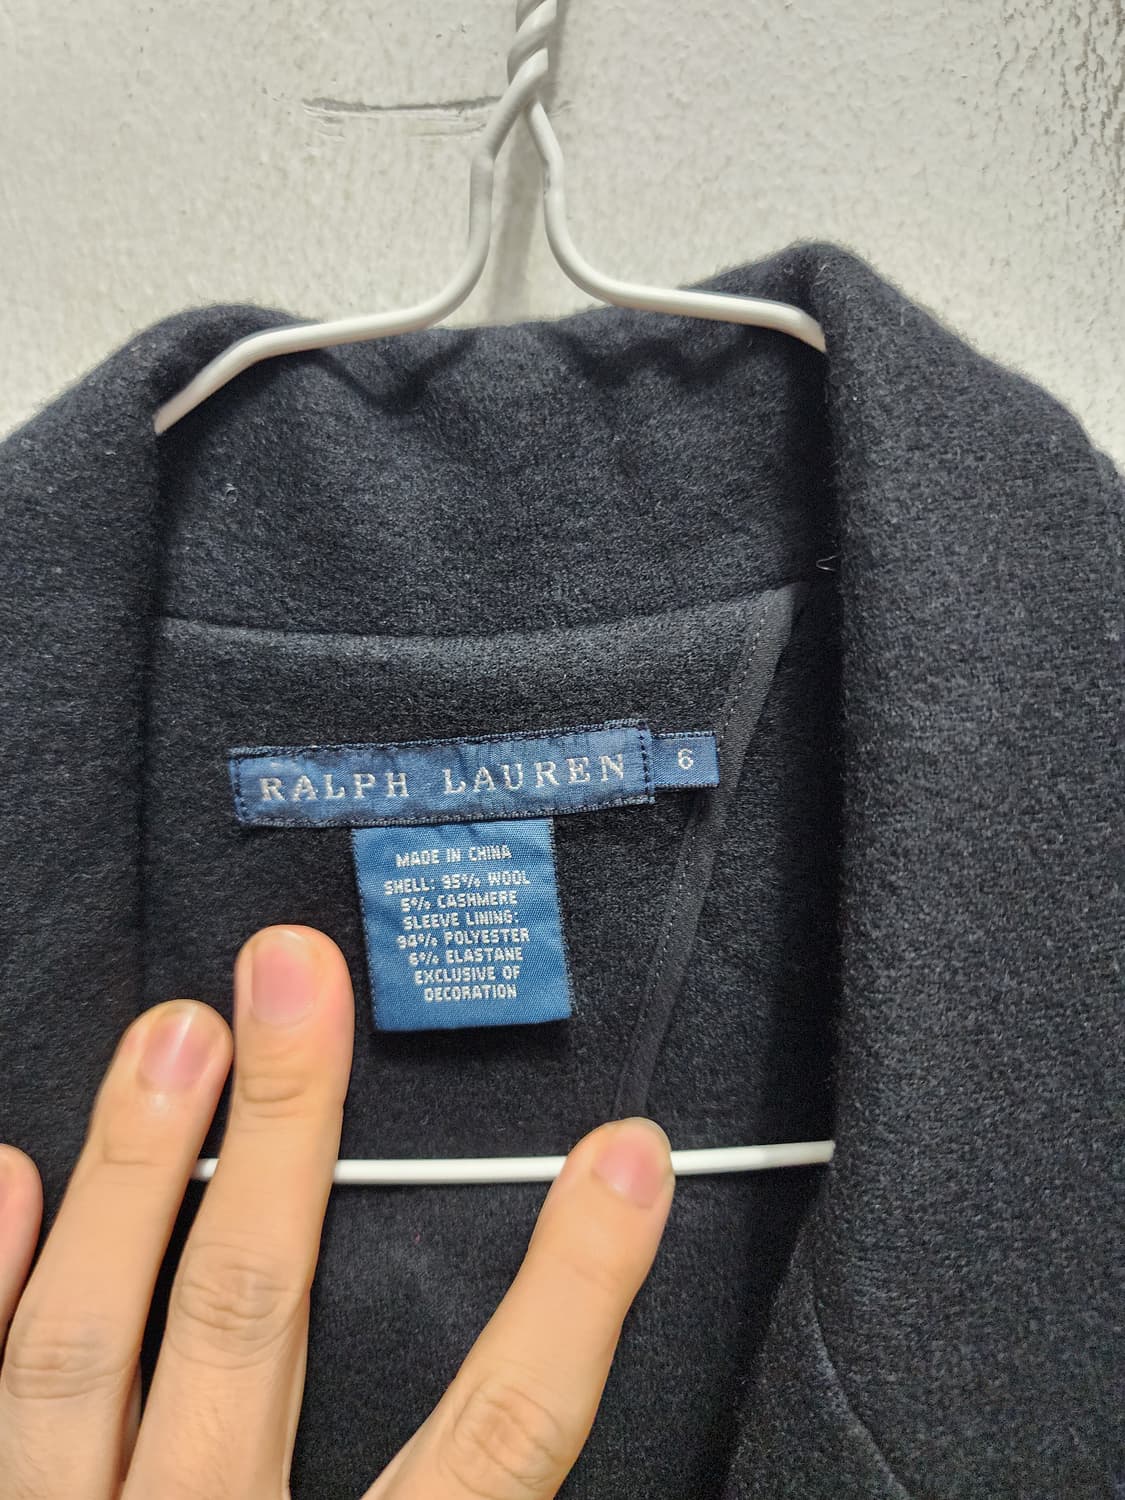 RALPH LAUREN
6
MADE IN CHINA
SHELL: 95% WOOL
5% CASHMERE
SLEEVE LINING:
94% POLYESTER
6% ELASTANE
EXCLUSIVE OF
DECORATION